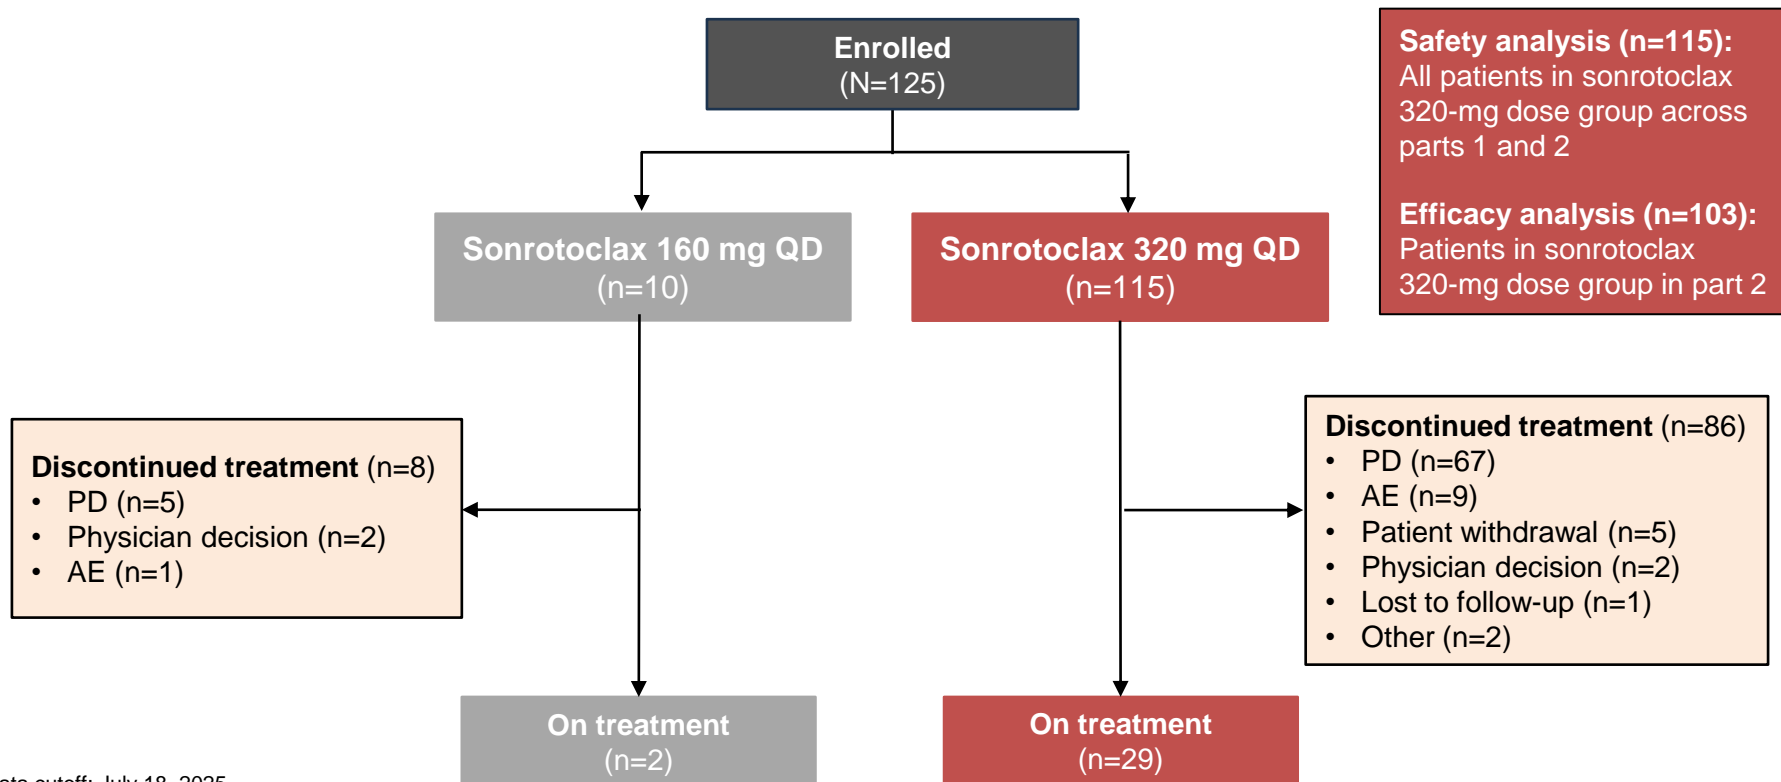 Enrolled
(N=125)
Safety analysis (n=115):
All patients in sonrotoclax
320-mg dose group across
parts 1 and 2
Efficacy analysis (n=103):
Patients in sonrotoclax
320-mg dose group in part 2
Sonrotoclax 160 mg QD
(n=10)
Sonrotoclax 320 mg QD
(n=115)
Discontinued treatment (n=8)
• PD (n=5)
• Physician decision (n=2)
• AE (n=1)
Discontinued treatment (n=86)
• PD (n=67)
• AE (n=9)
• Patient withdrawal (n=5)
• Physician decision (n=2)
• Lost to follow-up (n=1)
• Other (n=2)
On treatment
(n=2)
On treatment
(n=29)
cutoff: July 18, 2025